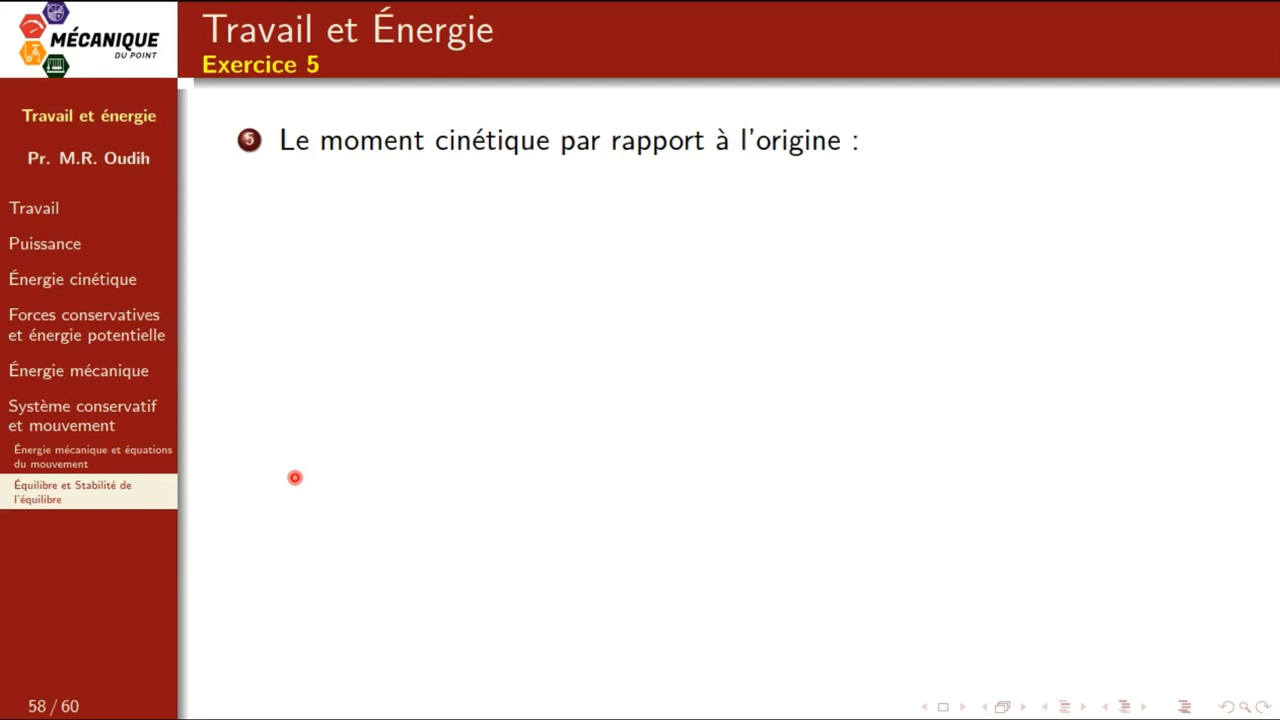 MÉCANIQUE
DU POINT
Travail et Énergie
Exercice 5
Travail et énergie
Pr. M.R. Oudih
Travail
Puissance
Énergie cinétique
Forces conservatives
et énergie potentielle
Énergie mécanique
Système conservatif
et mouvement
Énergie mécanique et équations
du mouvement
Équilibre et Stabilité de
l'équilibre
58 / 60
5 Le moment cinétique par rapport à l'origine :